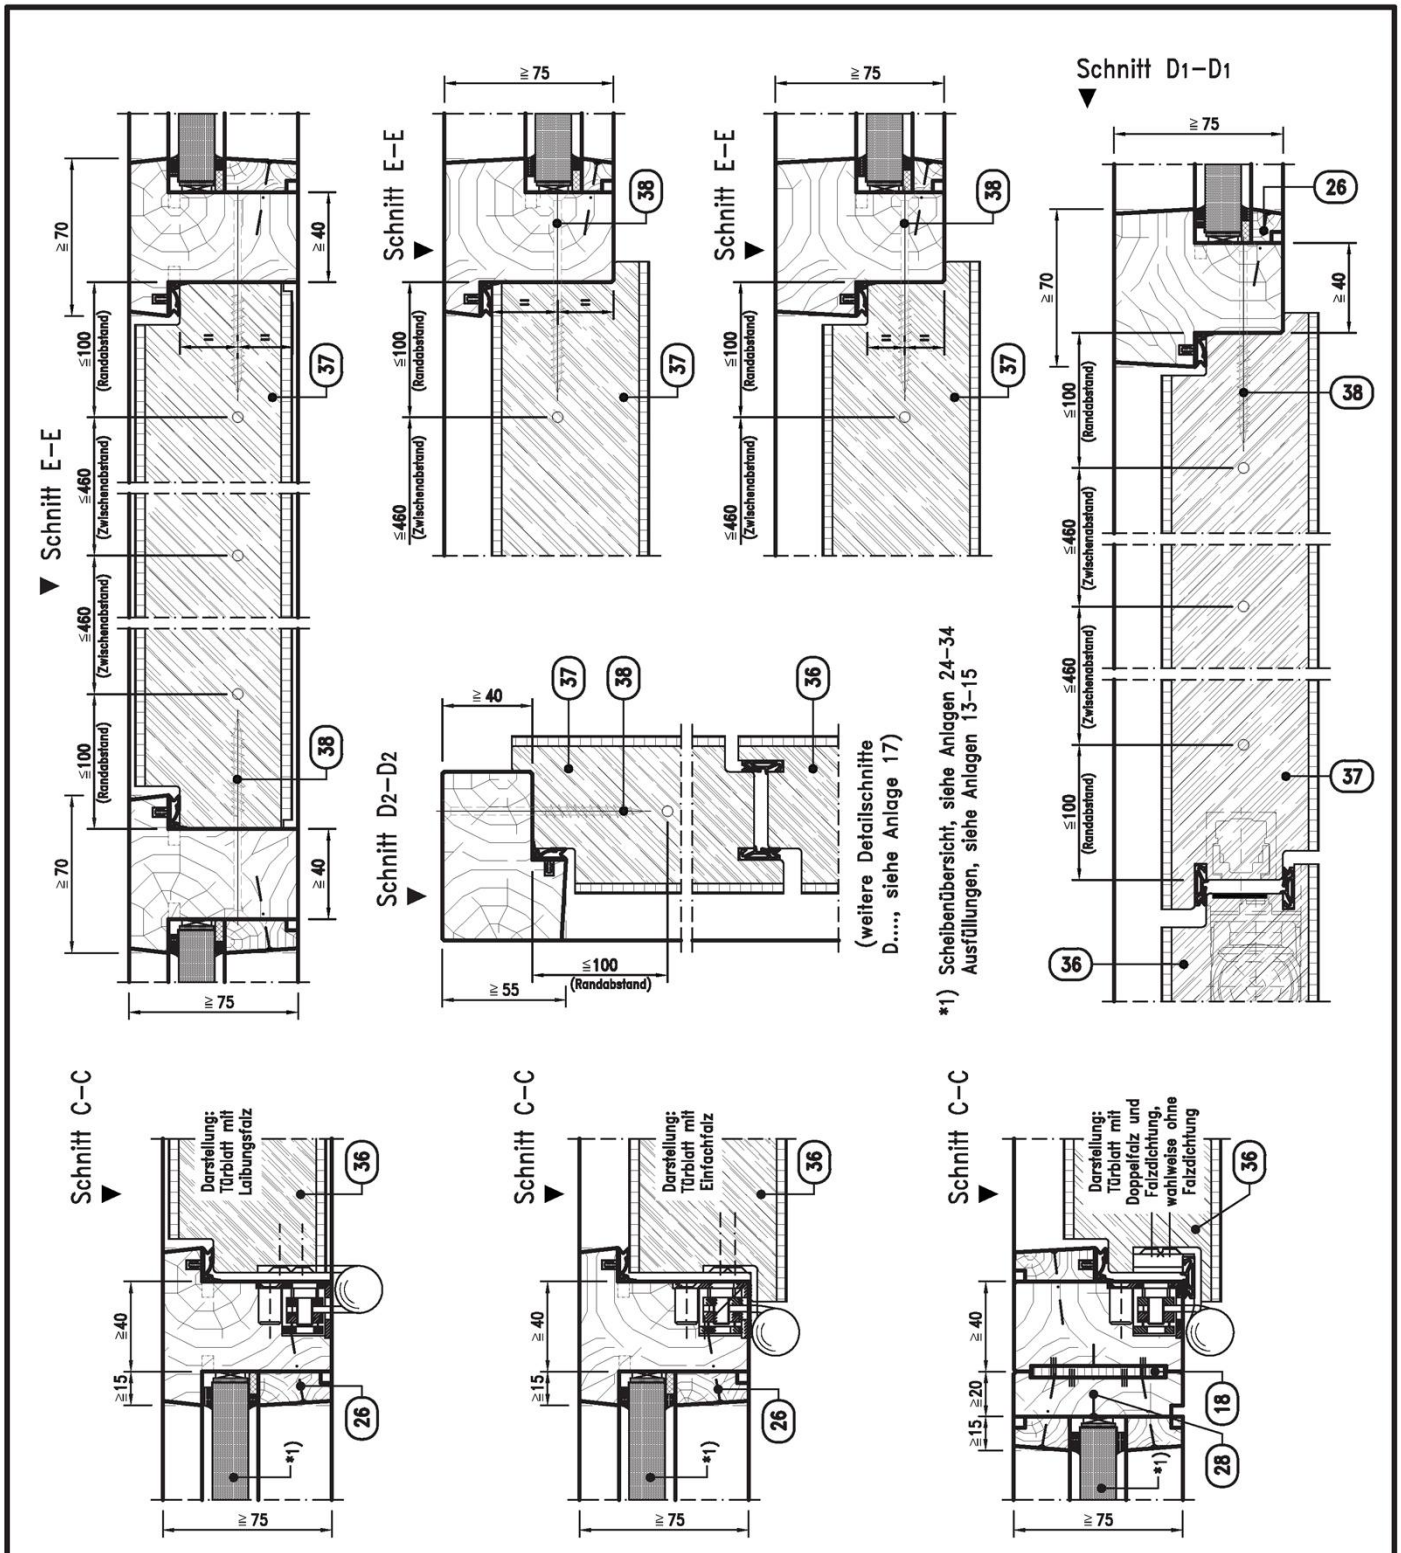 Schnitt E-E
≧70
≧40
≦100
(Randabstand)
37
≦460
(Zwischenabstand)
≦460
(Zwischenabstand)
≦100
(Randabstand)
38
≧70
≧40
≧75
Schnitt E-E
≧75
38
=
=
≦100
(Randabstand)
37
≦460
(Zwischenabstand)
Schnitt E-E
≧75
38
=
=
≦100
(Randabstand)
37
≦460
(Zwischenabstand)
=
=
Schnitt D1-D1
≧75
26
≧70
≧40
≦100
(Randabstand)
38
≦460
(Zwischenabstand)
≦460
(Zwischenabstand)
≦100
(Randabstand)
37
36
Schnitt D2-D2
≧40
37
38
36
≦100
(Randabstand)
≧55
(weitere Detailschnitte
D...., siehe Anlage 17)
*1) Scheibenübersicht, siehe Anlagen 24-34
Ausfüllungen, siehe Anlagen 13-15
Schnitt C-C
Darstellung:
Türblatt mit
Laibungsfalz
36
≧40
≧15
26
*1)
≧75
Schnitt C-C
Darstellung:
Türblatt mit
Einfachfalz
36
≧40
≧15
26
*1)
≧75
Schnitt C-C
Darstellung:
Türblatt mit
Doppelfalz und
Falzdichtung,
wahlweise ohne
Falzdichtung
36
≧40
≧20
≧15
18
28
*1)
≧75